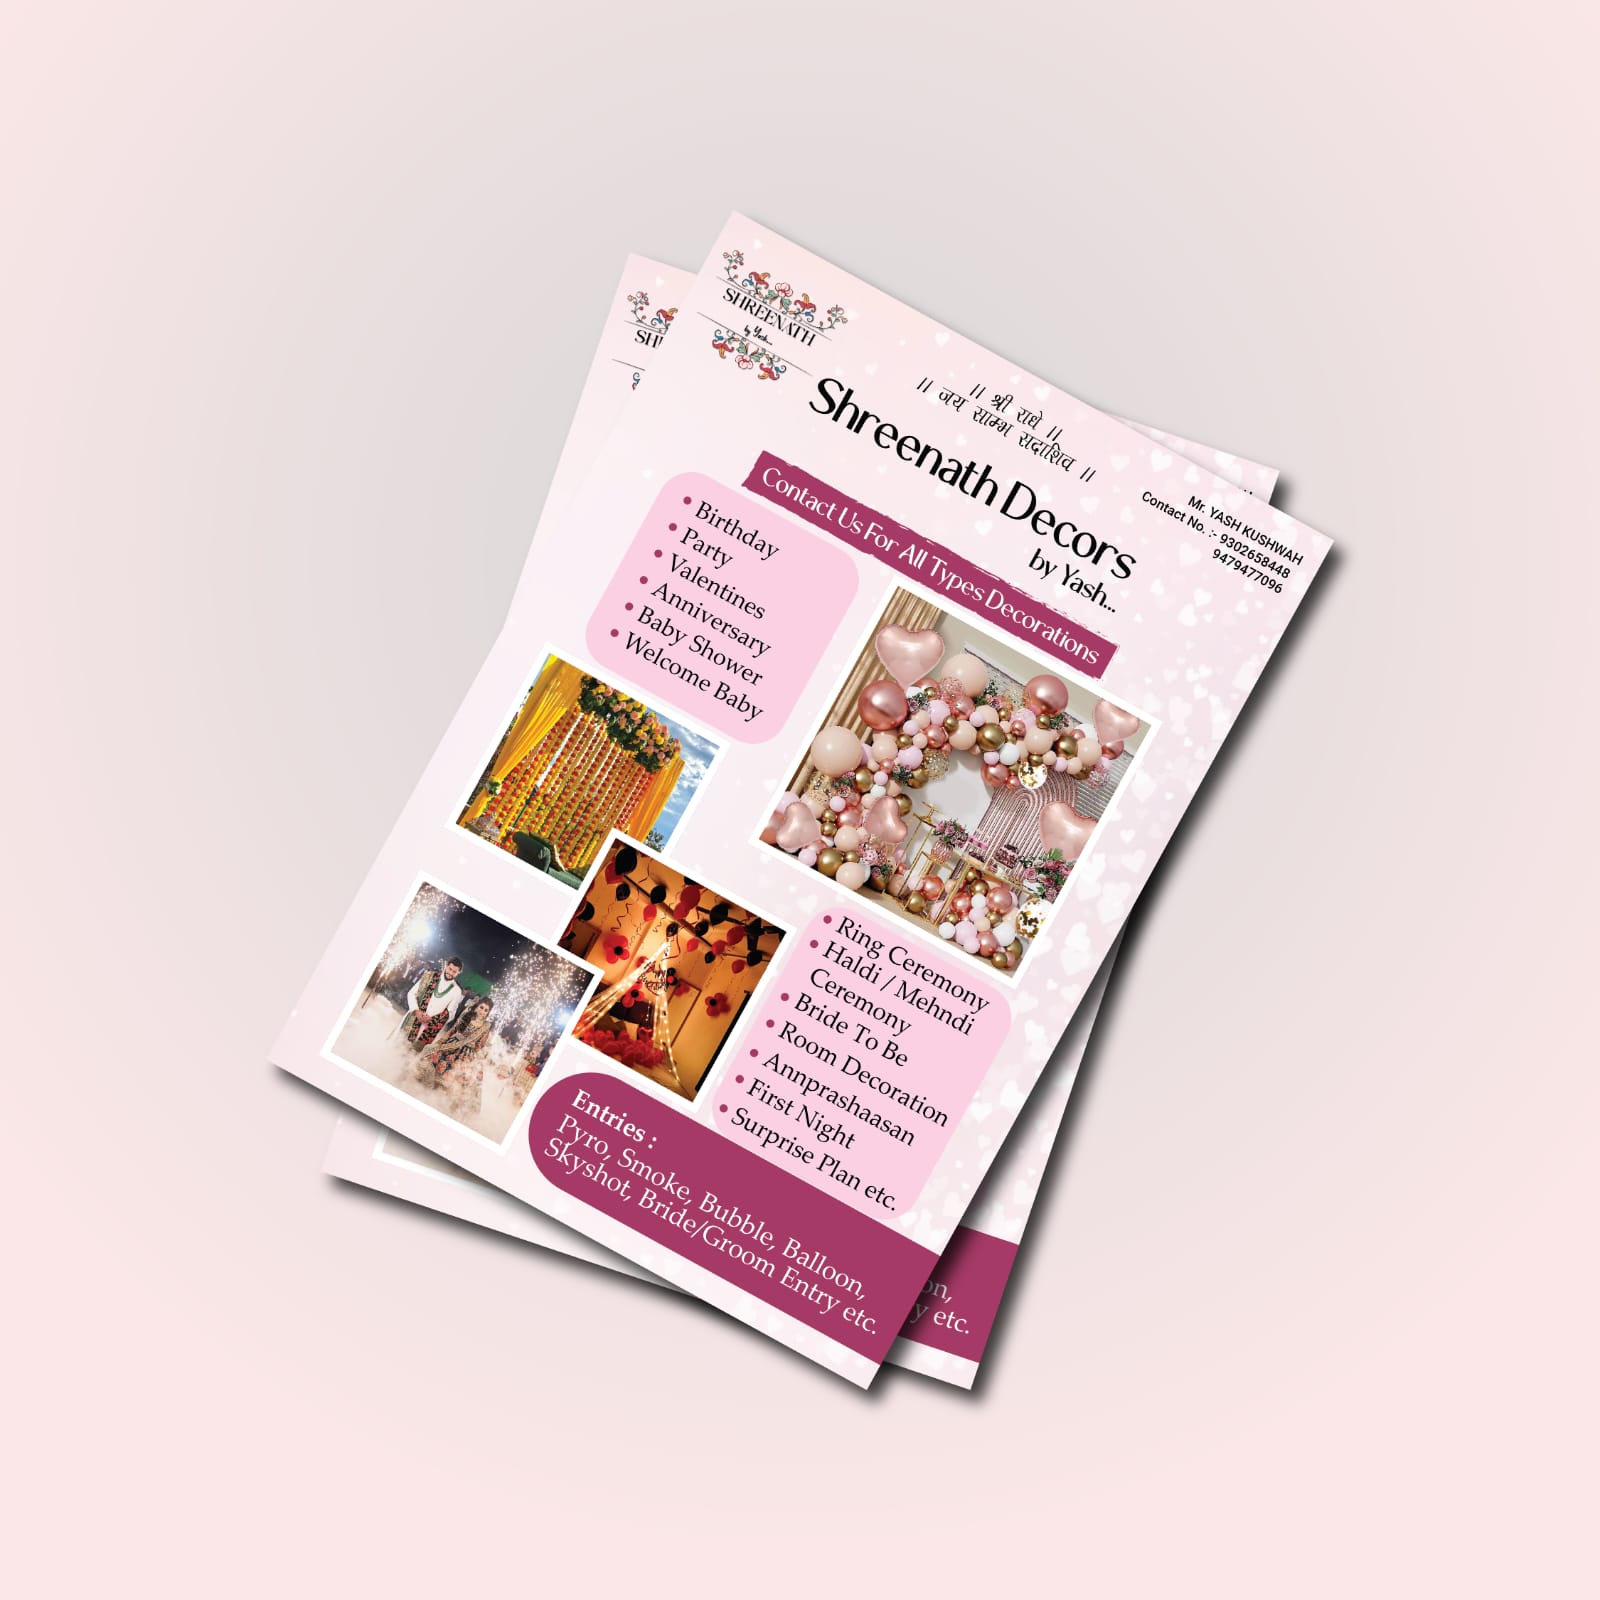 SHREENATH
by Yash...
|| श्री राधे ||
|| जय साम्भ सदाशिव ||
Shreenath Decors
by Yash...
Mr. YASH KUSHWAH
Contact No. :- 9302658448
9479477096
Contact Us For All Types Decorations
• Birthday
• Party
• Valentines
• Anniversary
• Baby Shower
• Welcome Baby
• Ring Ceremony
• Haldi / Mehndi
Ceremony
• Bride To Be
• Room Decoration
• Annprashaasan
• First Night
• Surprise Plan etc.
Entries :
Pyro, Smoke, Bubble, Balloon,
Skyshot, Bride/Groom Entry etc.
SH
on,
y etc.